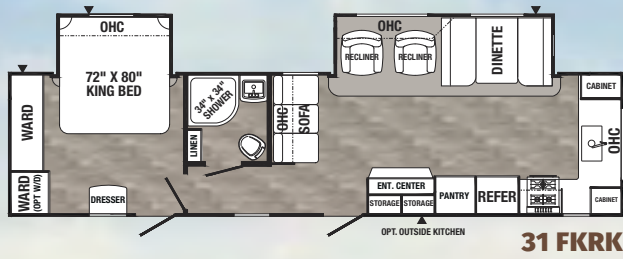 OHC
72" X 80"
KING BED
WARD
WARD
(OPT W/D)
DRESSER
34" x 34"
SHOWER
LINEN
OHC
SOFA
OHC
RECLINER
RECLINER
DINETTE
CABINET
OHC
CABINET
ENT. CENTER
STORAGE
STORAGE
PANTRY
REFER
OPT. OUTSIDE KITCHEN
31 FKRK